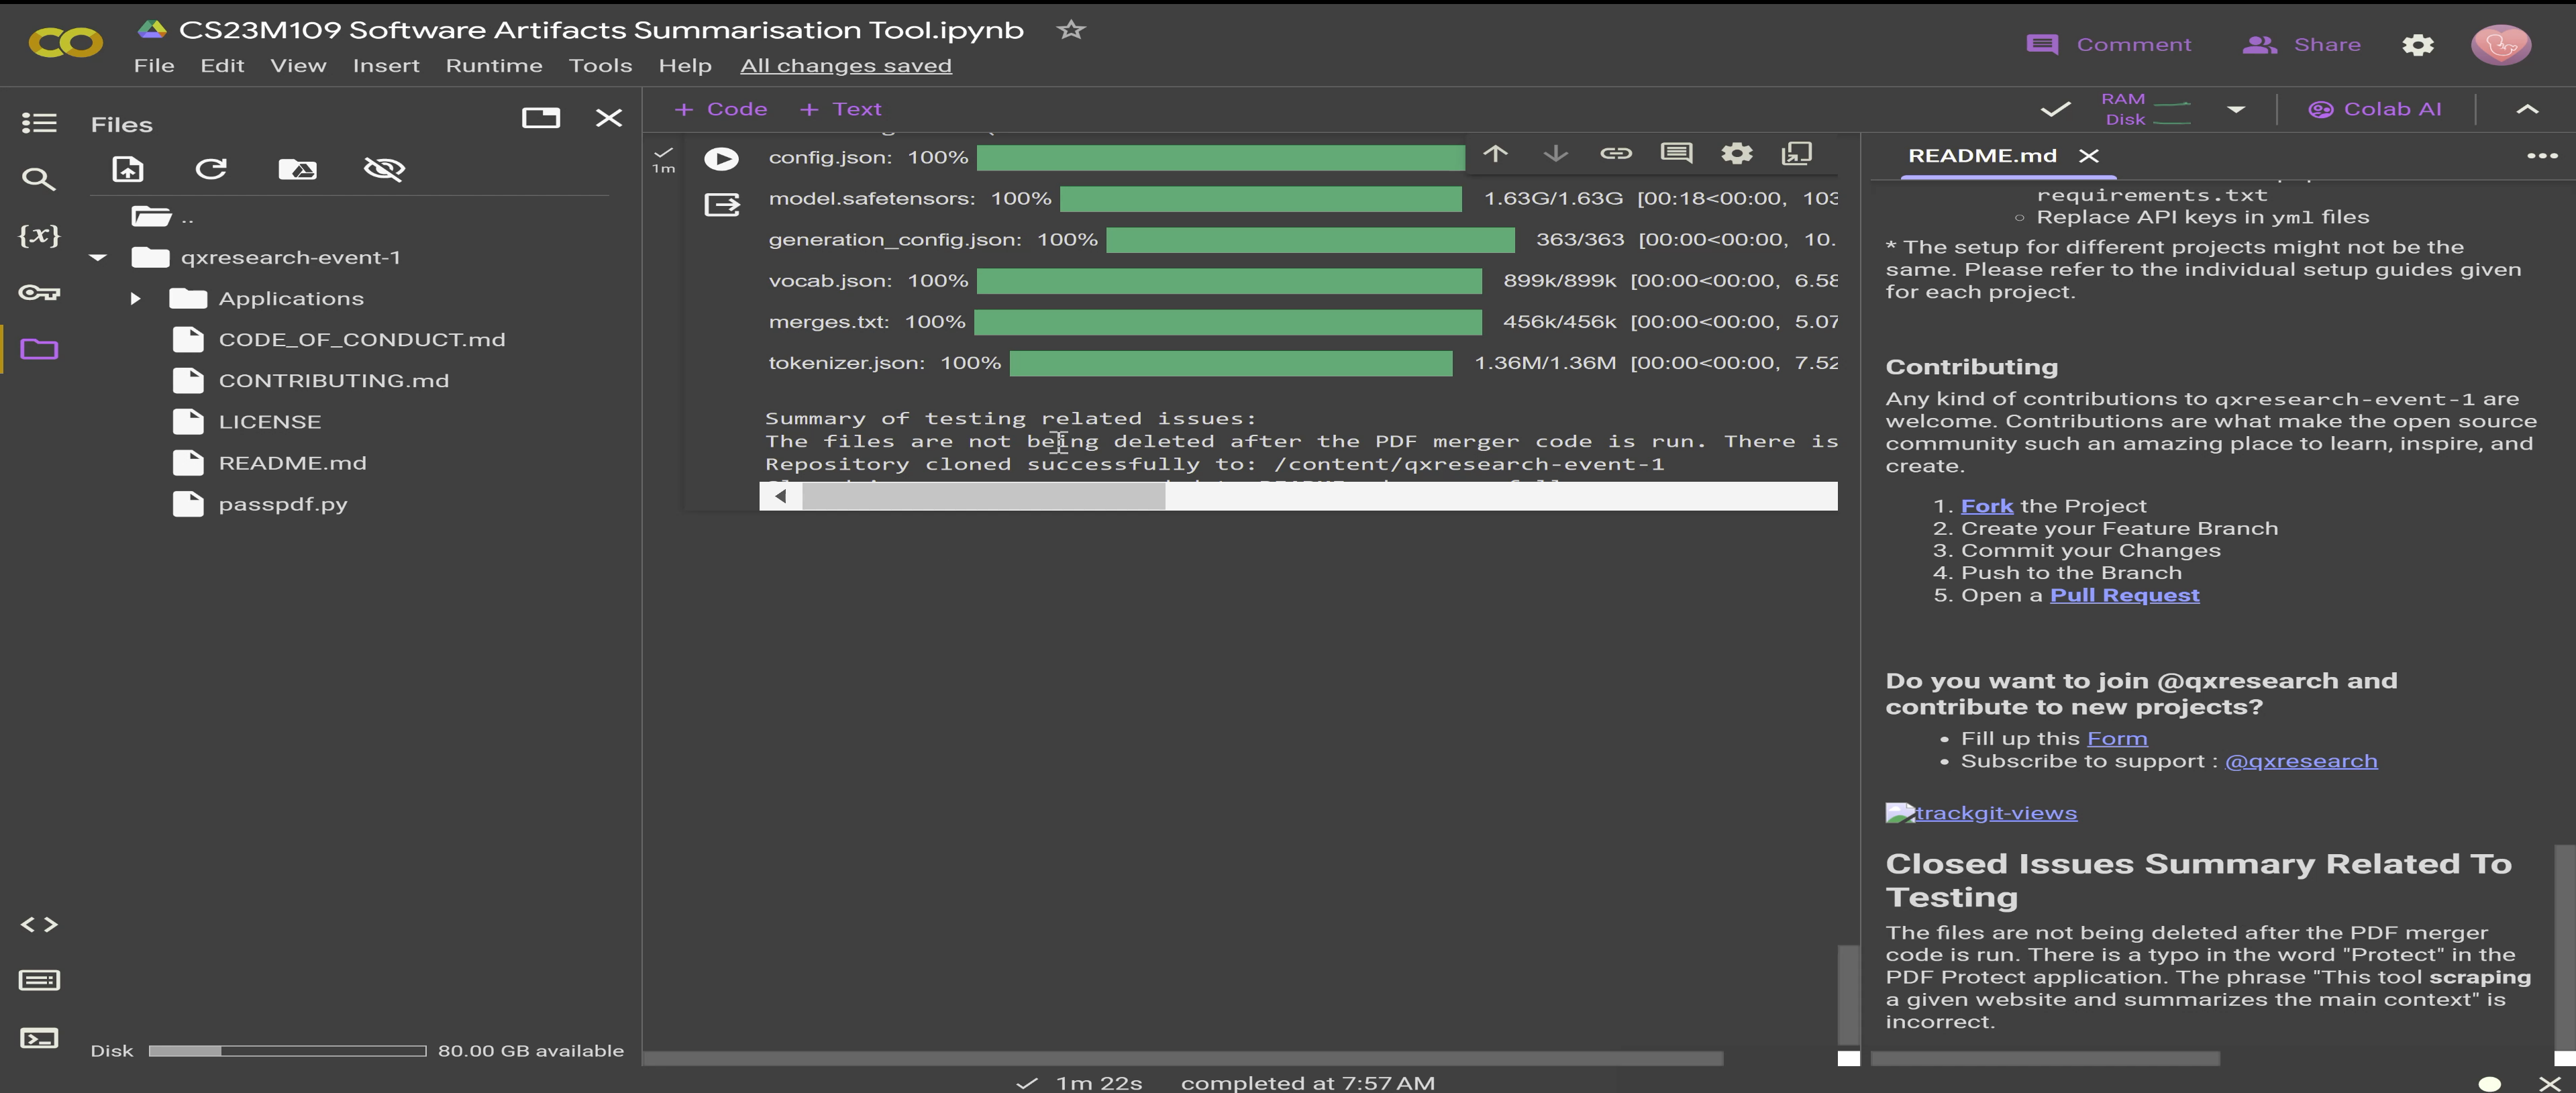 CS23M109 Software Artifacts Summarisation Tool.ipynb
File Edit View Insert Runtime Tools Help All changes saved
Comment Share
Files
..
qxresearch-event-1
Applications
CODE_OF_CONDUCT.md
CONTRIBUTING.md
LICENSE
README.md
passpdf.py
{x}
Disk 80.00 GB available
+ Code + Text
RAM
Disk
Colab AI
1m
config.json: 100%
model.safetensors: 100% 1.63G/1.63G [00:18<00:00, 103
generation_config.json: 100% 363/363 [00:00<00:00, 10.
vocab.json: 100% 899k/899k [00:00<00:00, 6.58
merges.txt: 100% 456k/456k [00:00<00:00, 5.07
tokenizer.json: 100% 1.36M/1.36M [00:00<00:00, 7.52
Summary of testing related issues:
The files are not being deleted after the PDF merger code is run. There is
Repository cloned successfully to: /content/qxresearch-event-1
README.md
requirements.txt
○ Replace API keys in yml files
* The setup for different projects might not be the
same. Please refer to the individual setup guides given
for each project.
Contributing
Any kind of contributions to qxresearch-event-1 are
welcome. Contributions are what make the open source
community such an amazing place to learn, inspire, and
create.
1. Fork the Project
2. Create your Feature Branch
3. Commit your Changes
4. Push to the Branch
5. Open a Pull Request
Do you want to join @qxresearch and
contribute to new projects?
• Fill up this Form
• Subscribe to support : @qxresearch
trackgit-views
Closed Issues Summary Related To
Testing
The files are not being deleted after the PDF merger
code is run. There is a typo in the word "Protect" in the
PDF Protect application. The phrase "This tool scraping
a given website and summarizes the main context" is
incorrect.
1m 22s completed at 7:57 AM